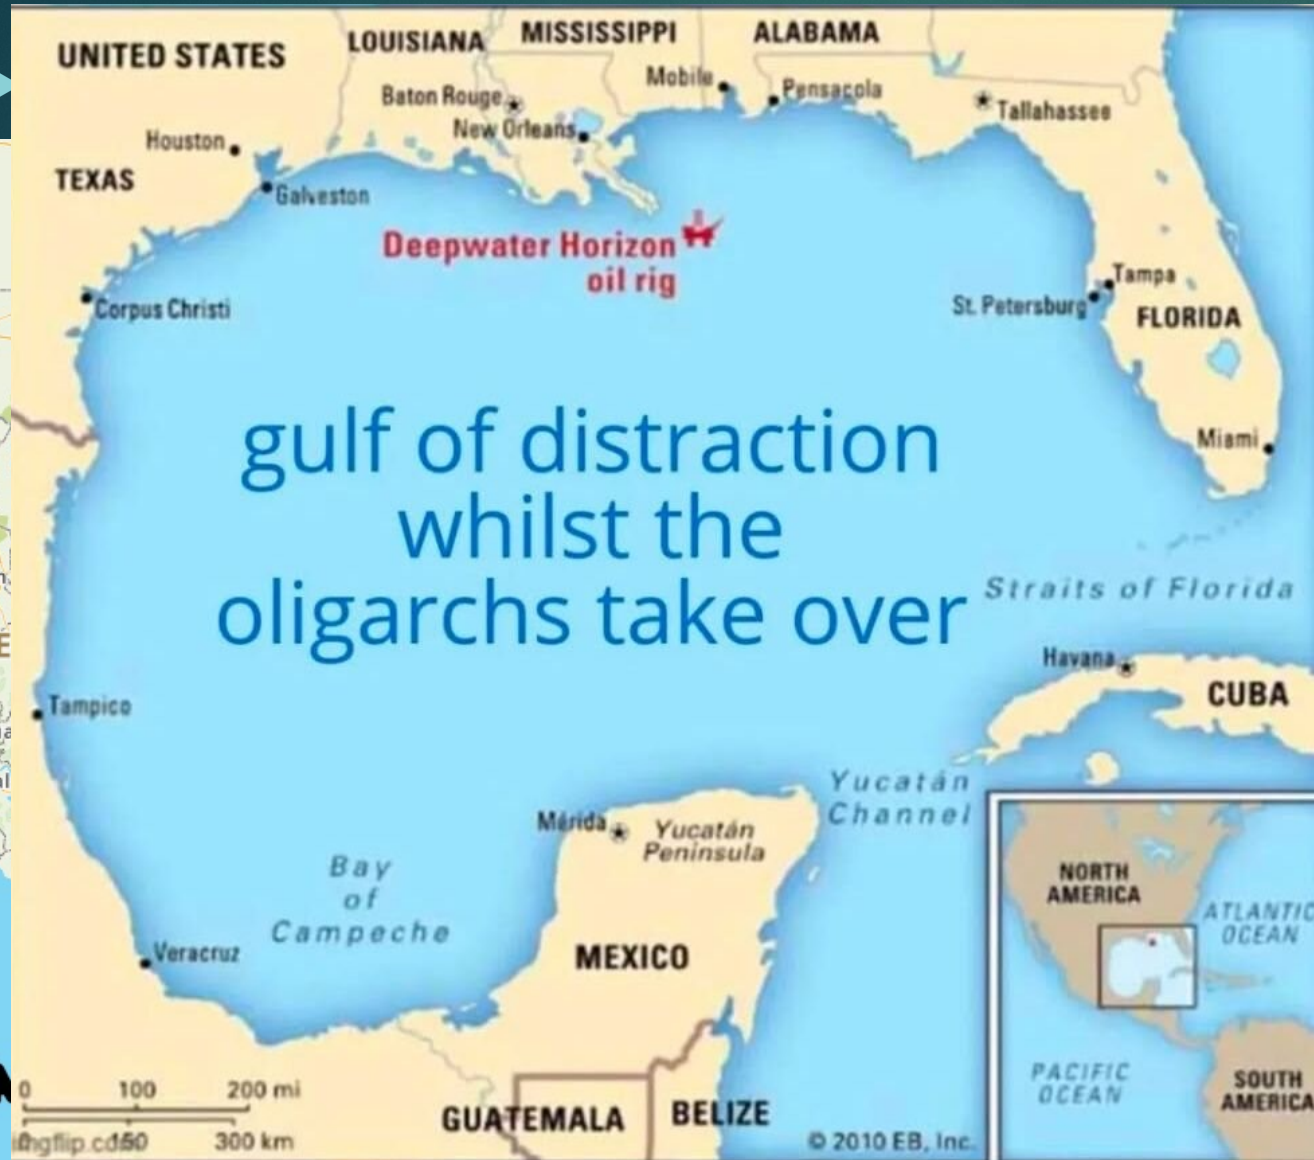 UNITED STATES
LOUISIANA
MISSISSIPPI
ALABAMA
Mobile
Pensacola
Baton Rouge
New Orleans
Tallahassee
Houston
TEXAS
Galveston
Deepwater Horizon
oil rig
Corpus Christi
Tampa
St. Petersburg
FLORIDA
Miami
gulf of distraction
whilst the
oligarchs take over
Straits of Florida
Havana
CUBA
Tampico
Yucatán
Channel
Mérida
Yucatán
Peninsula
Bay
of
Campeche
Veracruz
MEXICO
NORTH
AMERICA
ATLANTIC
OCEAN
PACIFIC
OCEAN
SOUTH
AMERICA
0 100 200 mi
300 km
GUATEMALA
BELIZE
© 2010 EB, Inc.